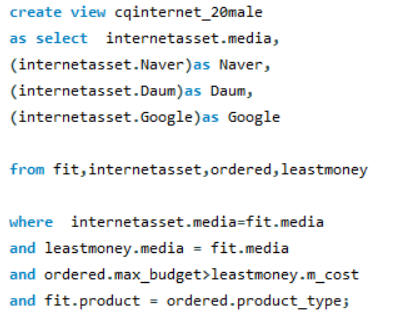 create view cqinternet_20male
as select  internetasset.media,
(internetasset.Naver)as Naver,
(internetasset.Daum)as Daum,
(internetasset.Google)as Google
from fit,internetasset,ordered,leastmoney
where  internetasset.media=fit.media
and leastmoney.media = fit.media
and ordered.max_budget>leastmoney.m_cost
and fit.product = ordered.product_type;